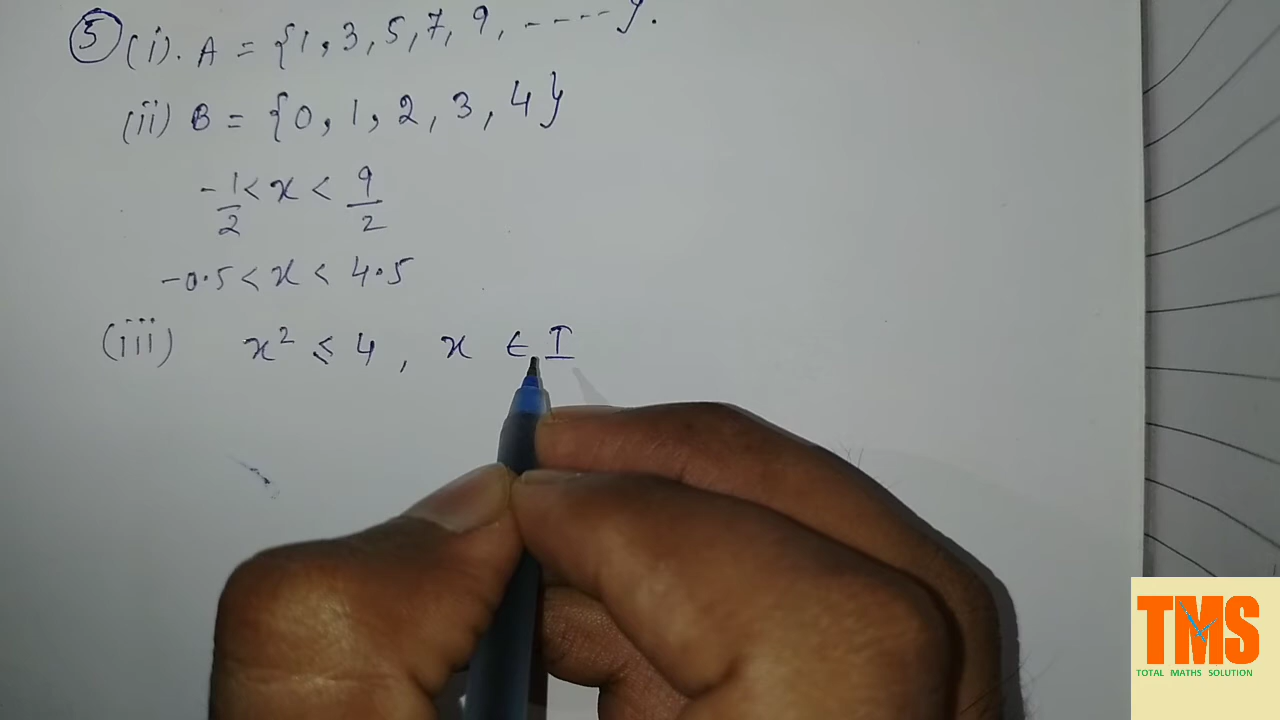 5 (i). A = {1, 3, 5, 7, 9, ----}.
(ii) B = {0, 1, 2, 3, 4}
-1/2 < x < 9/2
-0.5 < x < 4.5
(iii) x² ≤ 4, x ∈ I
TMS
TOTAL MATHS SOLUTION